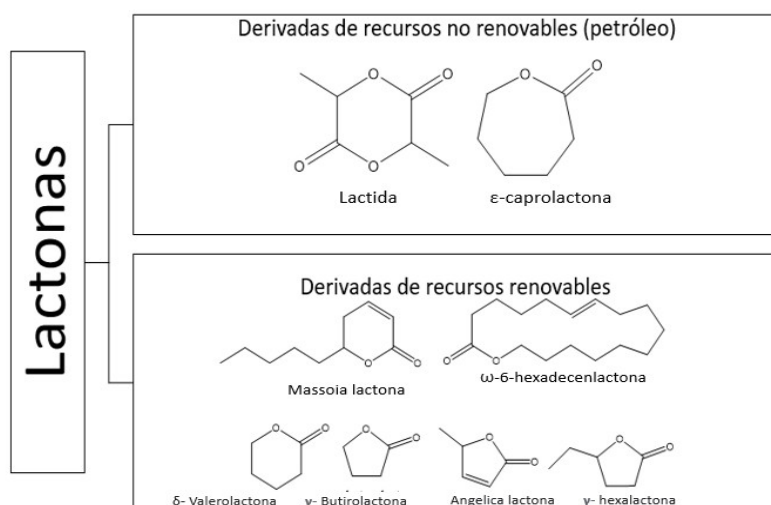 Lactonas
Derivadas de recursos no renovables (petróleo)
O
O
O
O
O
O
Lactida
ε-caprolactona
Derivadas de recursos renovables
O
O
O
O
Massoia lactona
ω-6-hexadecenlactona
O
O
O
O
O
O
O
O
δ- Valerolactona
γ- Butirolactona
Angelica lactona
γ- hexalactona